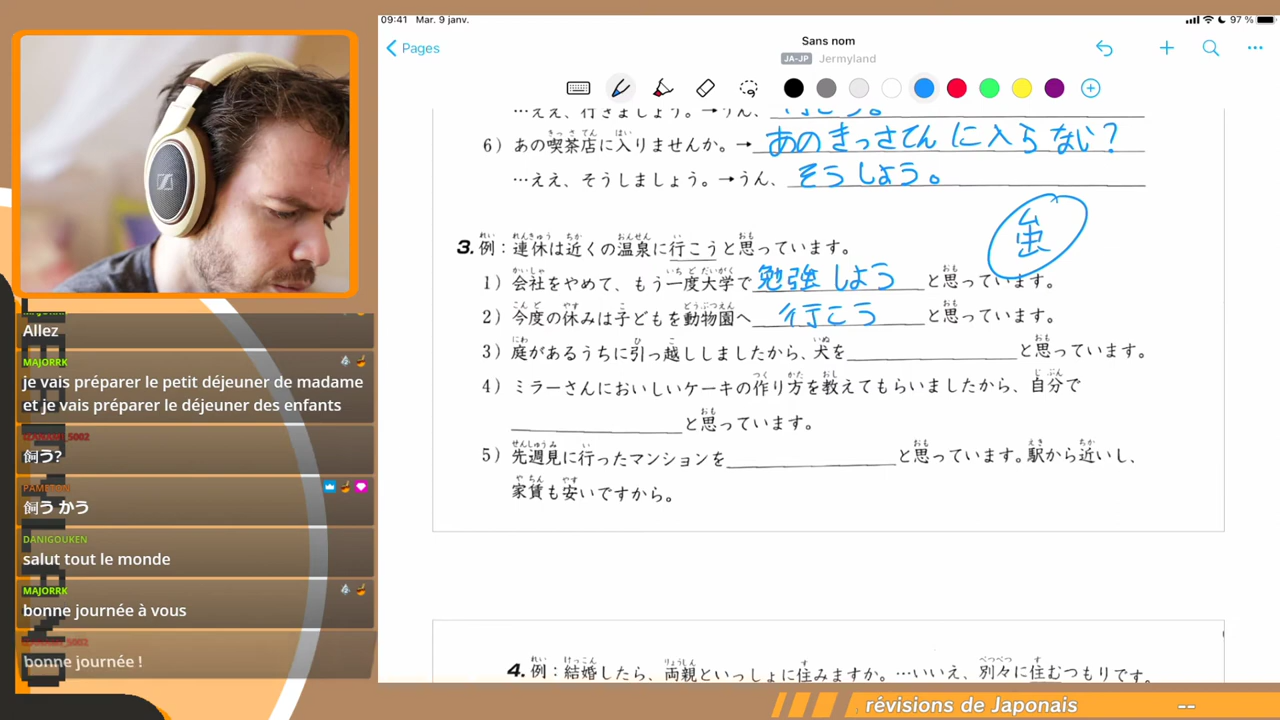 09:41 Mar. 9 janv.
97 %
Pages
Sans nom
JA-JP Jermyland
…ええ、行きましょう。→うん、行こう。
6) あの喫茶店に入りませんか。→ あのきっさてんに入らない?
…ええ、そうしましょう。→うん、そうしよう。
3. 例:連休は近くの温泉に行こうと思っています。
1) 会社をやめて、もう一度大学で 勉強しよう と思っています。
2) 今度の休みは子どもを動物園へ 行こう と思っています。
3) 庭があるうちに引っ越ししましたから、犬を と思っています。
4) ミラーさんにおいしいケーキの作り方を教えてもらいましたから、自分で
と思っています。
5) 先週見に行ったマンションを と思っています。駅から近いし、
家賃も安いですから。
4. 例:結婚したら、両親といっしょに住みますか。…いいえ、別々に住むつもりです。
Allez
MAJORRK
je vais préparer le petit déjeuner de madame
et je vais préparer le déjeuner des enfants
飼う?
飼う かう
DANIGOUKEN
salut tout le monde
MAJORRK
bonne journée à vous
bonne journée !
révisions de Japonais --